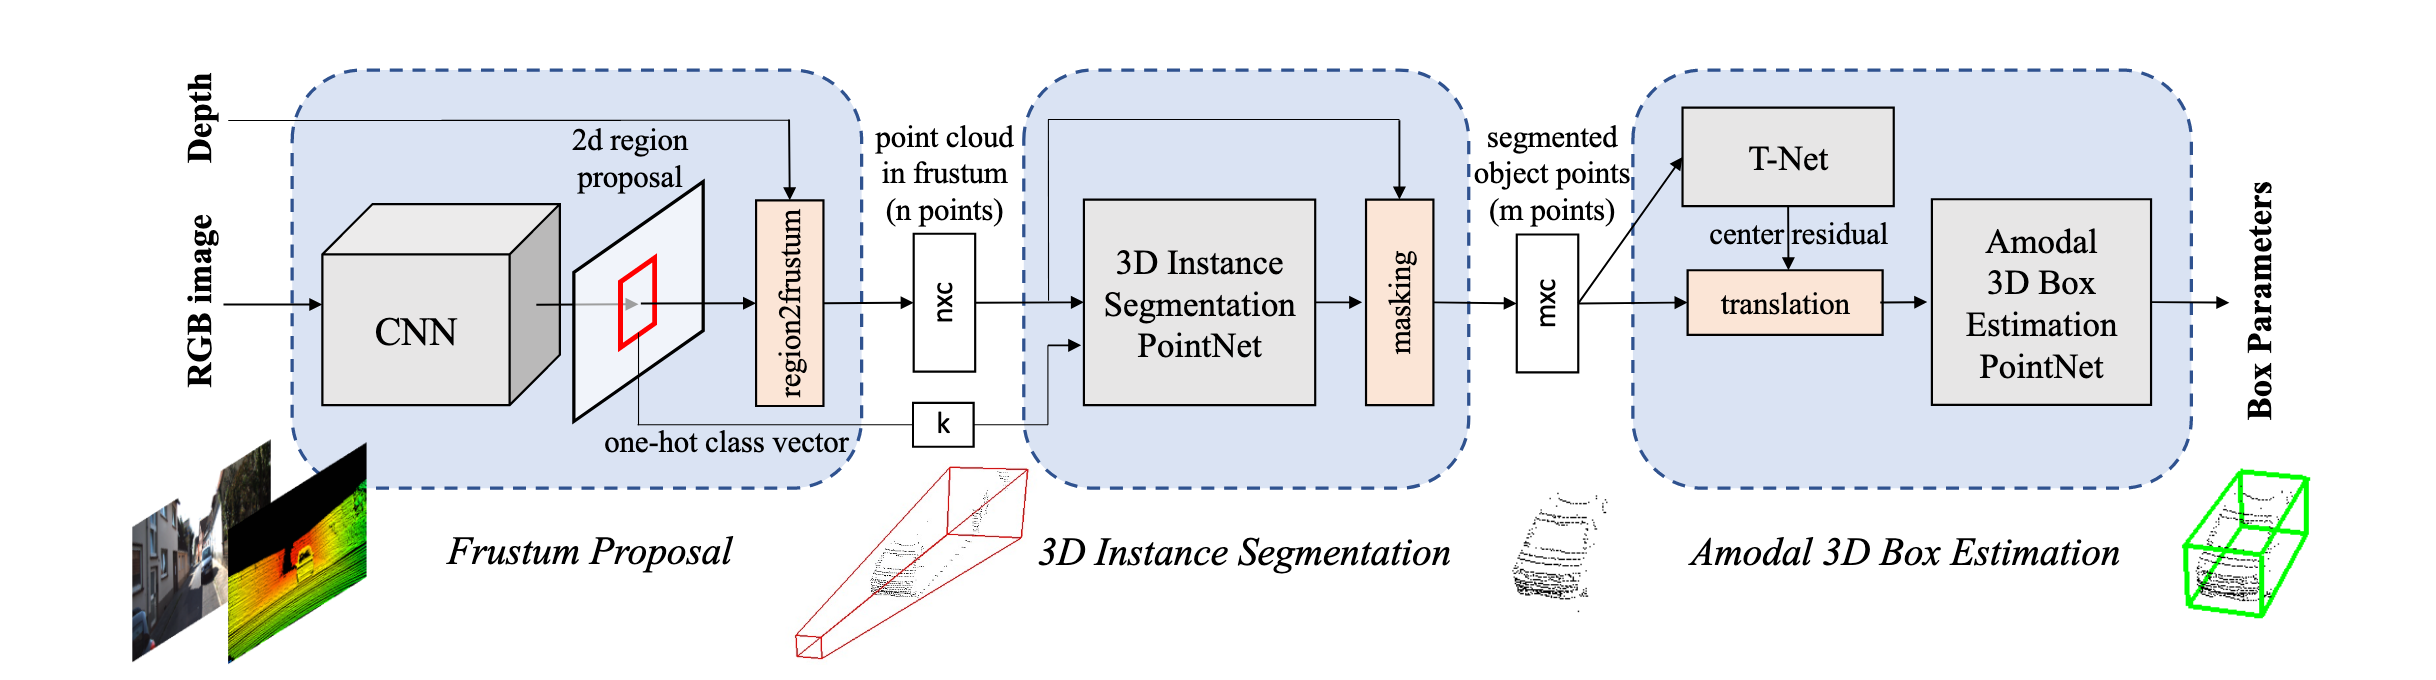 Depth
RGB image
CNN
2d region
proposal
region2frustum
one-hot class vector
point cloud
in frustum
(n points)
nxc
k
3D Instance
Segmentation
PointNet
masking
segmented
object points
(m points)
mxc
T-Net
center residual
translation
Amodal
3D Box
Estimation
PointNet
Box Parameters
Frustum Proposal
3D Instance Segmentation
Amodal 3D Box Estimation